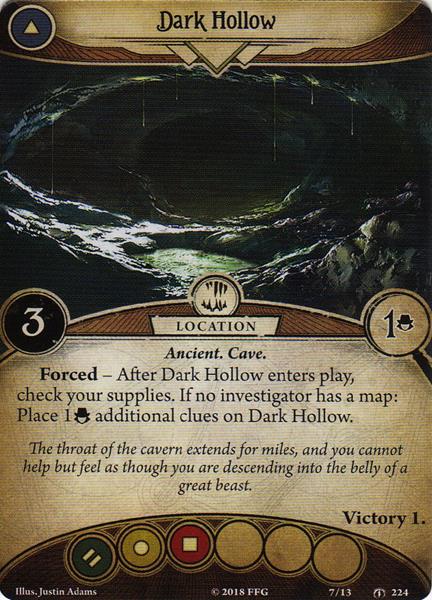 Dark Hollow
3
LOCATION
1
Ancient. Cave.
Forced – After Dark Hollow enters play,
check your supplies. If no investigator has a map:
Place 1 additional clues on Dark Hollow.
The throat of the cavern extends for miles, and you cannot
help but feel as though you are descending into the belly of a
great beast.
Victory 1.
Illus. Justin Adams © 2018 FFG 7/13 224